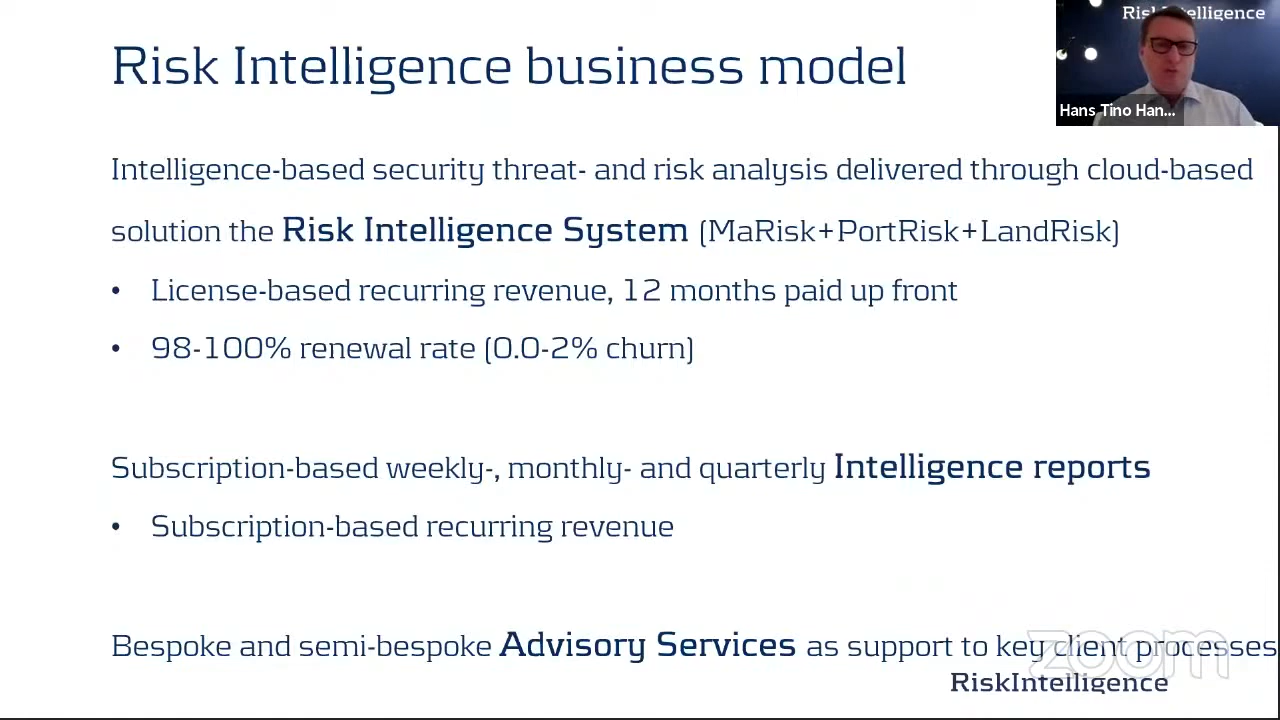 Risk Intelligence business model
RiskIntelligence
Hans Tino Han...
Intelligence-based security threat- and risk analysis delivered through cloud-based
solution the Risk Intelligence System (MaRisk+PortRisk+LandRisk)
• License-based recurring revenue, 12 months paid up front
• 98-100% renewal rate (0.0-2% churn)
Subscription-based weekly-, monthly- and quarterly Intelligence reports
• Subscription-based recurring revenue
Bespoke and semi-bespoke Advisory Services as support to key client processes
zoom
RiskIntelligence